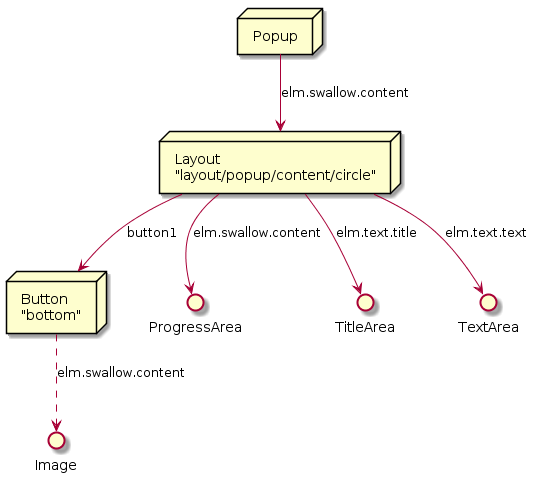 Popup
elm.swallow.content
Layout
"layout/popup/content/circle"
button1
elm.swallow.content
elm.text.title
elm.text.text
Button
"bottom"
ProgressArea
TitleArea
TextArea
elm.swallow.content
Image